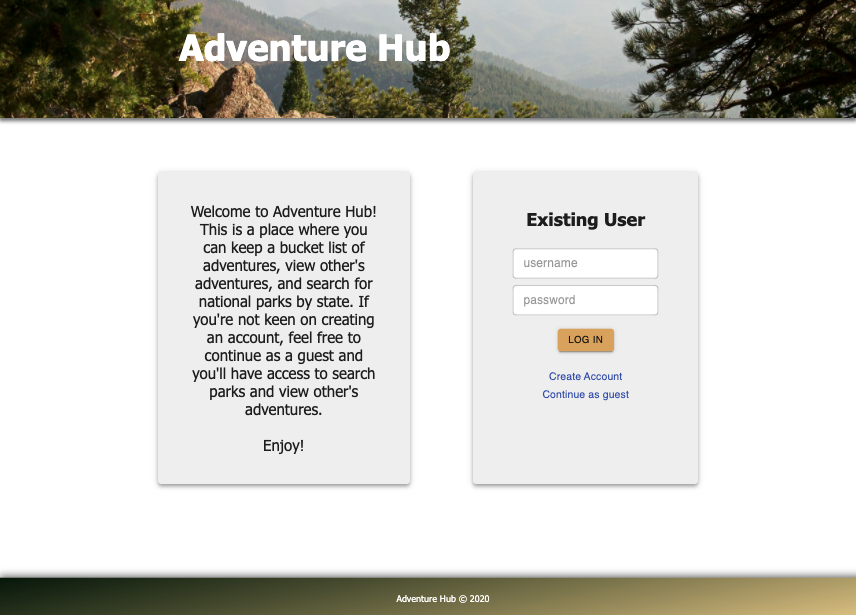 Adventure Hub
Welcome to Adventure Hub!
This is a place where you
can keep a bucket list of
adventures, view other's
adventures, and search for
national parks by state. If
you're not keen on creating
an account, feel free to
continue as a guest and
you'll have access to search
parks and view other's
adventures.
Enjoy!
Existing User
username
password
LOG IN
Create Account
Continue as guest
Adventure Hub © 2020